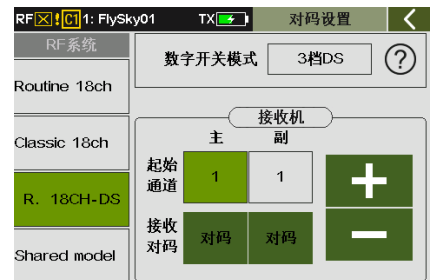 RF C1 1: FlySky01 TX 对码设置
RF系统
Routine 18ch
Classic 18ch
R. 18CH-DS
Shared model
数字开关模式 3档DS ?
接收机
主 副
起始通道 1 1 +
接收对码 对码 对码 −